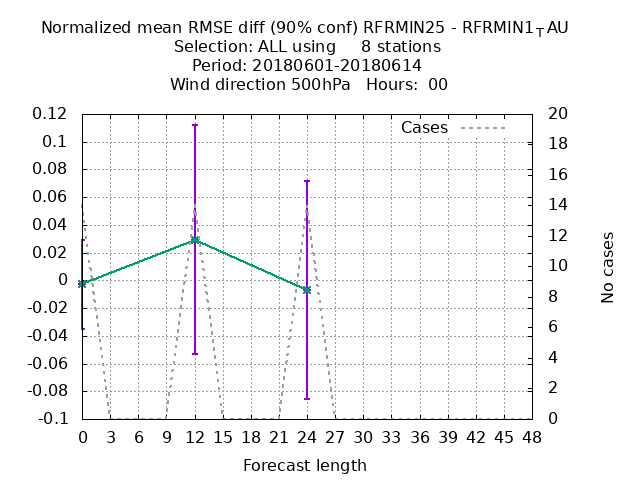 Normalized mean RMSE diff (90% conf) RFRMIN25 - RFRMIN1TAU
Selection: ALL using 8 stations
Period: 20180601-20180614
Wind direction 500hPa Hours: 00
Cases
0.12
0.1
0.08
0.06
0.04
0.02
0
-0.02
-0.04
-0.06
-0.08
-0.1
20
18
16
14
12
10
8
6
4
2
0
No cases
0 3 6 9 12 15 18 21 24 27 30 33 36 39 42 45 48
Forecast length